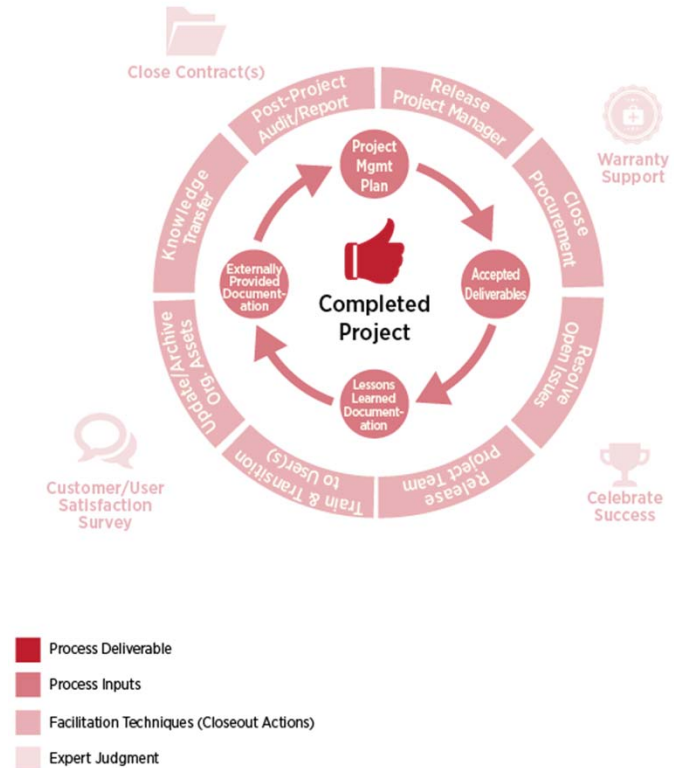 Close Contract(s)
Post-Project
Audit/Report
Release
Project Manager
Warranty
Support
Close
Procurement
Knowledge
Transfer
Project
Mgmt
Plan
Externally
Provided
Document-
ation
Accepted
Deliverables
Completed
Project
Lessons
Learned
Document-
ation
Resolve
Open Issues
Update/Archive
Org. Assets
Train & Transition
to User(s)
Release
Project Team
Customer/User
Satisfaction
Survey
Celebrate
Success
Process Deliverable
Process Inputs
Facilitation Techniques (Closeout Actions)
Expert Judgment